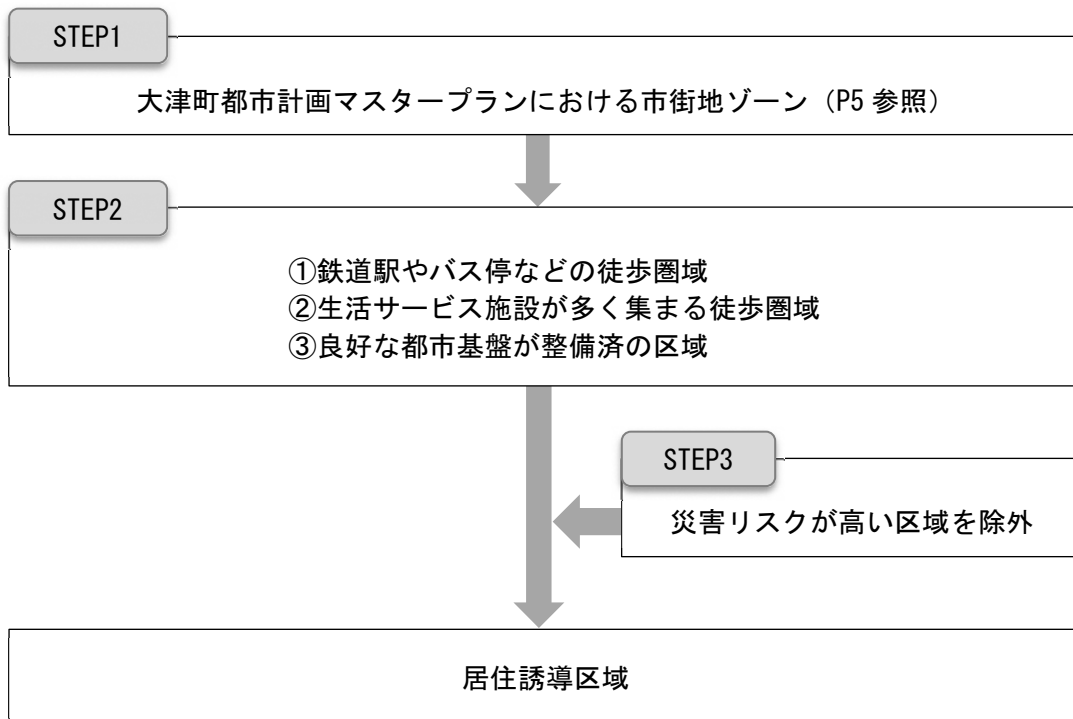 STEP1
大津町都市計画マスタープランにおける市街地ゾーン（P5 参照）
STEP2
①鉄道駅やバス停などの徒歩圏域
②生活サービス施設が多く集まる徒歩圏域
③良好な都市基盤が整備済の区域
STEP3
災害リスクが高い区域を除外
居住誘導区域